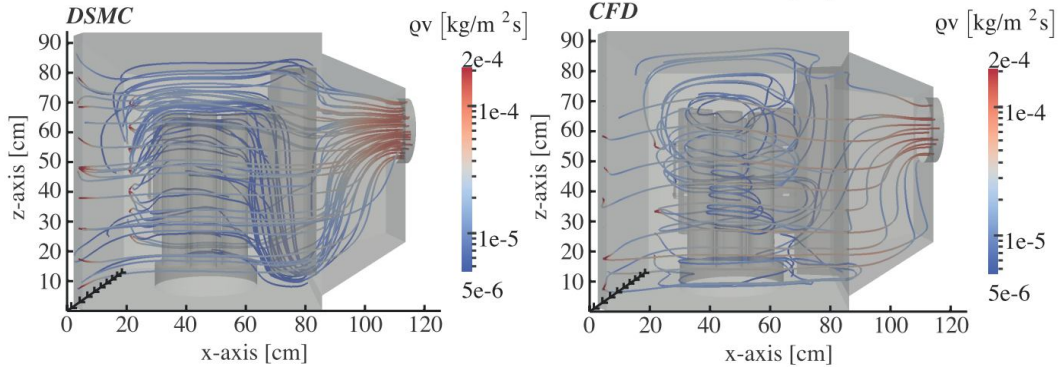 DSMC
ρv [kg/m ²s]
2e-4
1e-4
1e-5
5e-6
90
80
70
60
50
40
30
20
10
z-axis [cm]
0 20 40 60 80 100 120
x-axis [cm]
CFD
ρv [kg/m ²s]
2e-4
1e-4
1e-5
5e-6
90
80
70
60
50
40
30
20
10
z-axis [cm]
0 20 40 60 80 100 120
x-axis [cm]